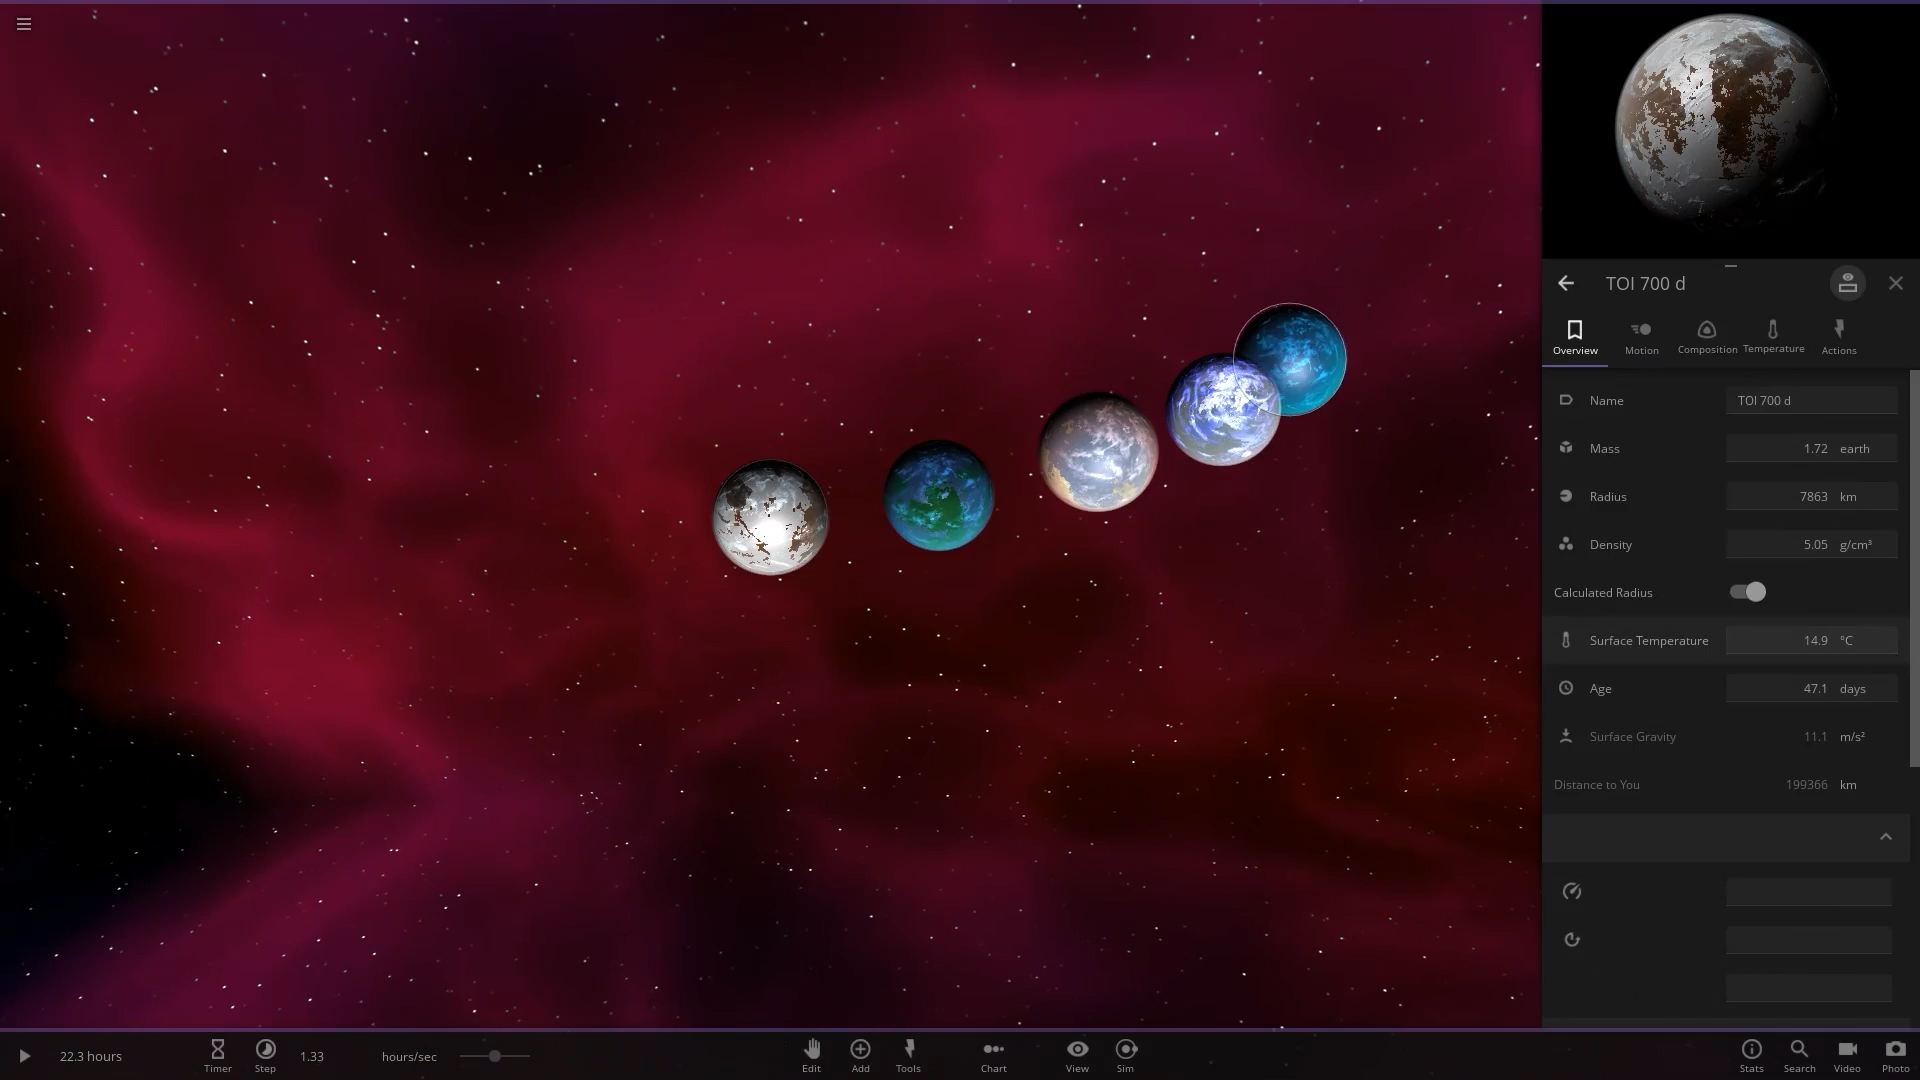 TOI 700 d
Overview
Motion
Composition
Temperature
Actions
Name TOI 700 d
Mass 1.72 earth
Radius 7863 km
Density 5.05 g/cm³
Calculated Radius
Surface Temperature 14.9 °C
Age 47.1 days
Surface Gravity 11.1 m/s²
Distance to You 199366 km
22.3 hours
Timer
Step
1.33 hours/sec
Edit
Add
Tools
Chart
View
Sim
Stats
Search
Video
Photo